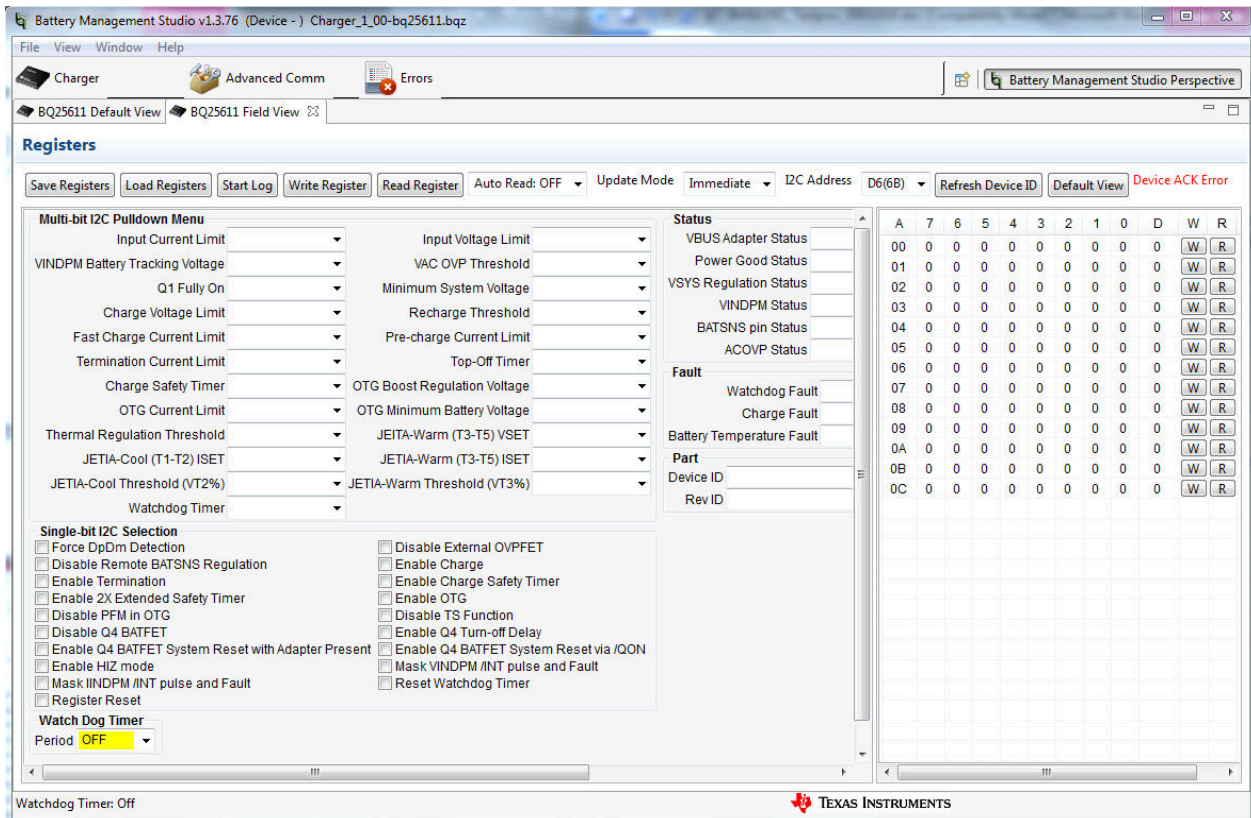 Battery Management Studio v1.3.76 (Device - ) Charger_1_00-bq25611.bqz
File View Window Help
Charger Advanced Comm Errors Battery Management Studio Perspective
BQ25611 Default View BQ25611 Field View
Registers
Save Registers Load Registers Start Log Write Register Read Register Auto Read: OFF Update Mode Immediate I2C Address D6(6B) Refresh Device ID Default View Device ACK Error
Multi-bit I2C Pulldown Menu
Input Current Limit Input Voltage Limit
VINDPM Battery Tracking Voltage VAC OVP Threshold
Q1 Fully On Minimum System Voltage
Charge Voltage Limit Recharge Threshold
Fast Charge Current Limit Pre-charge Current Limit
Termination Current Limit Top-Off Timer
Charge Safety Timer OTG Boost Regulation Voltage
OTG Current Limit OTG Minimum Battery Voltage
Thermal Regulation Threshold JEITA-Warm (T3-T5) VSET
JETIA-Cool (T1-T2) ISET JETIA-Warm (T3-T5) ISET
JETIA-Cool Threshold (VT2%) JETIA-Warm Threshold (VT3%)
Watchdog Timer
Single-bit I2C Selection
Force DpDm Detection Disable External OVPFET
Disable Remote BATSNS Regulation Enable Charge
Enable Termination Enable Charge Safety Timer
Enable 2X Extended Safety Timer Enable OTG
Disable PFM in OTG Disable TS Function
Disable Q4 BATFET Enable Q4 Turn-off Delay
Enable Q4 BATFET System Reset with Adapter Present Enable Q4 BATFET System Reset via /QON
Enable HIZ mode Mask VINDPM /INT pulse and Fault
Mask IINDPM /INT pulse and Fault Reset Watchdog Timer
Register Reset
Watch Dog Timer
Period OFF
Status
VBUS Adapter Status
Power Good Status
VSYS Regulation Status
VINDPM Status
BATSNS pin Status
ACOVP Status
Fault
Watchdog Fault
Charge Fault
Battery Temperature Fault
Part
Device ID
Rev ID
A 7 6 5 4 3 2 1 0 D W R
00 0 0 0 0 0 0 0 0 0 W R
01 0 0 0 0 0 0 0 0 0 W R
02 0 0 0 0 0 0 0 0 0 W R
03 0 0 0 0 0 0 0 0 0 W R
04 0 0 0 0 0 0 0 0 0 W R
05 0 0 0 0 0 0 0 0 0 W R
06 0 0 0 0 0 0 0 0 0 W R
07 0 0 0 0 0 0 0 0 0 W R
08 0 0 0 0 0 0 0 0 0 W R
09 0 0 0 0 0 0 0 0 0 W R
0A 0 0 0 0 0 0 0 0 0 W R
0B 0 0 0 0 0 0 0 0 0 W R
0C 0 0 0 0 0 0 0 0 0 W R
Watchdog Timer: Off
TEXAS INSTRUMENTS